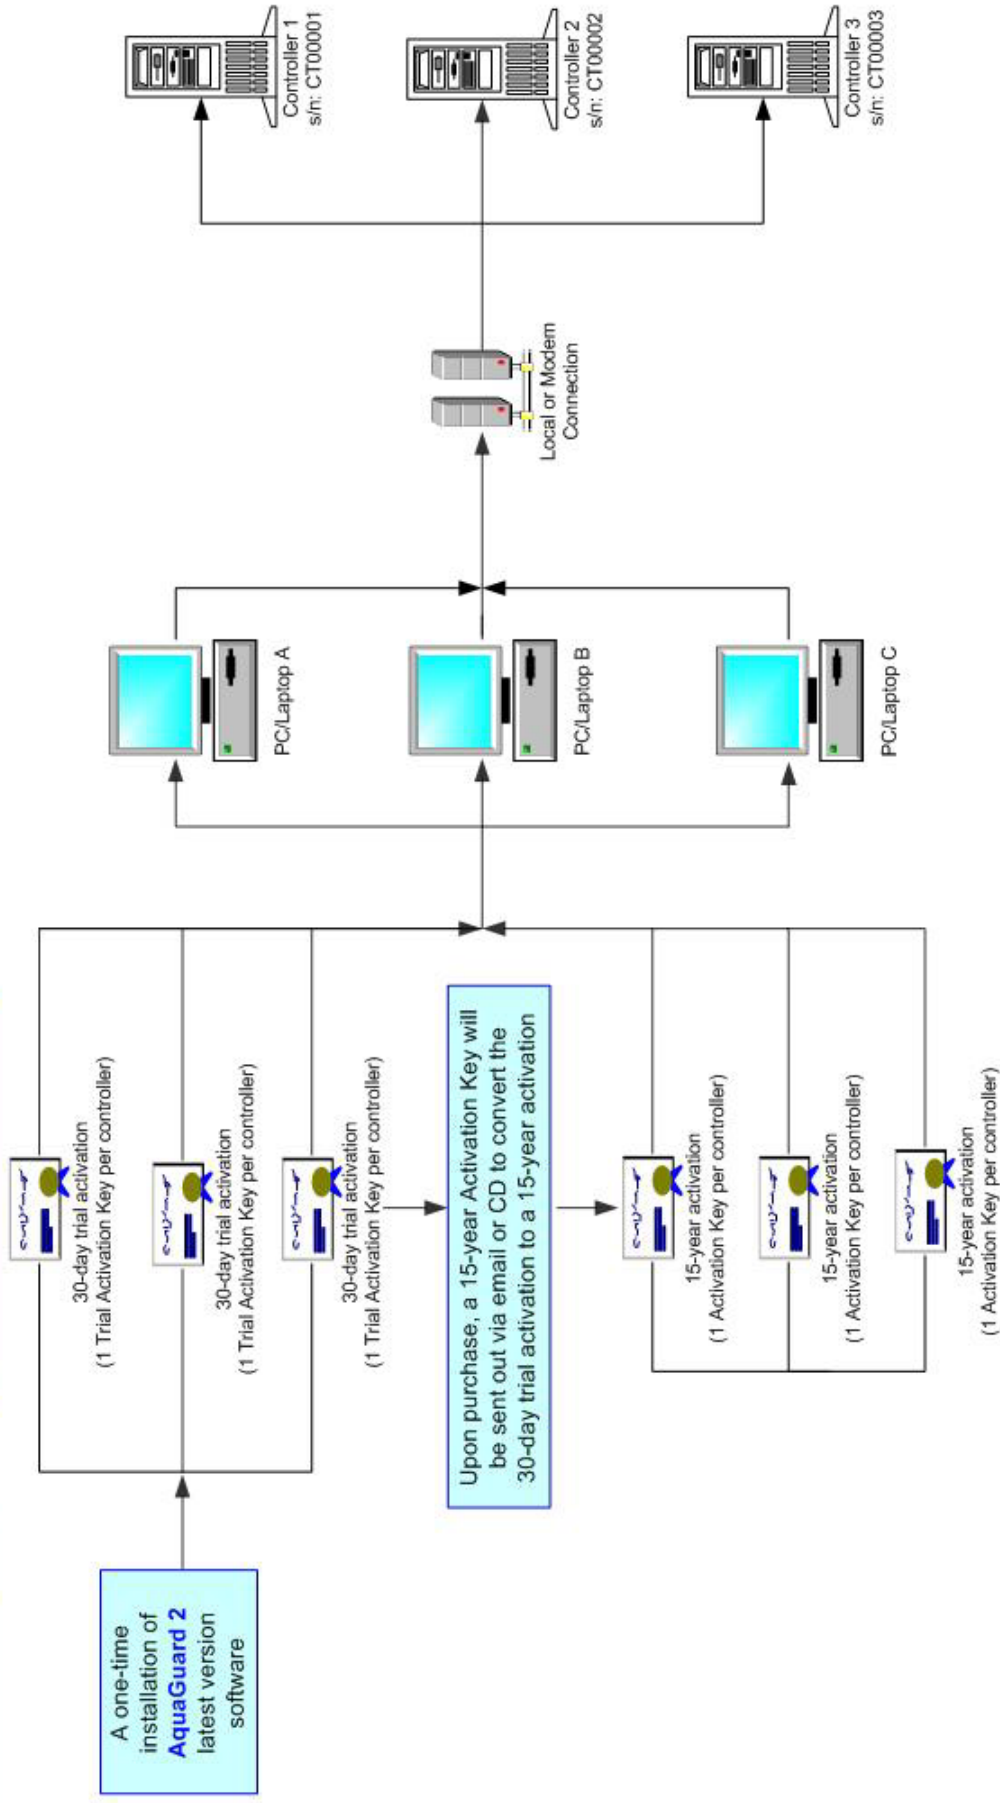 A one-time
installation of
AquaGuard 2
latest version
software
30-day trial activation
(1 Trial Activation Key per controller)
30-day trial activation
(1 Trial Activation Key per controller)
30-day trial activation
(1 Trial Activation Key per controller)
Upon purchase, a 15-year Activation Key will
be sent out via email or CD to convert the
30-day trial activation to a 15-year activation
15-year activation
(1 Activation Key per controller)
15-year activation
(1 Activation Key per controller)
15-year activation
(1 Activation Key per controller)
PC/Laptop A
PC/Laptop B
PC/Laptop C
Local or Modem
Connection
Controller 1
s/n: CT00001
Controller 2
s/n: CT00002
Controller 3
s/n: CT00003